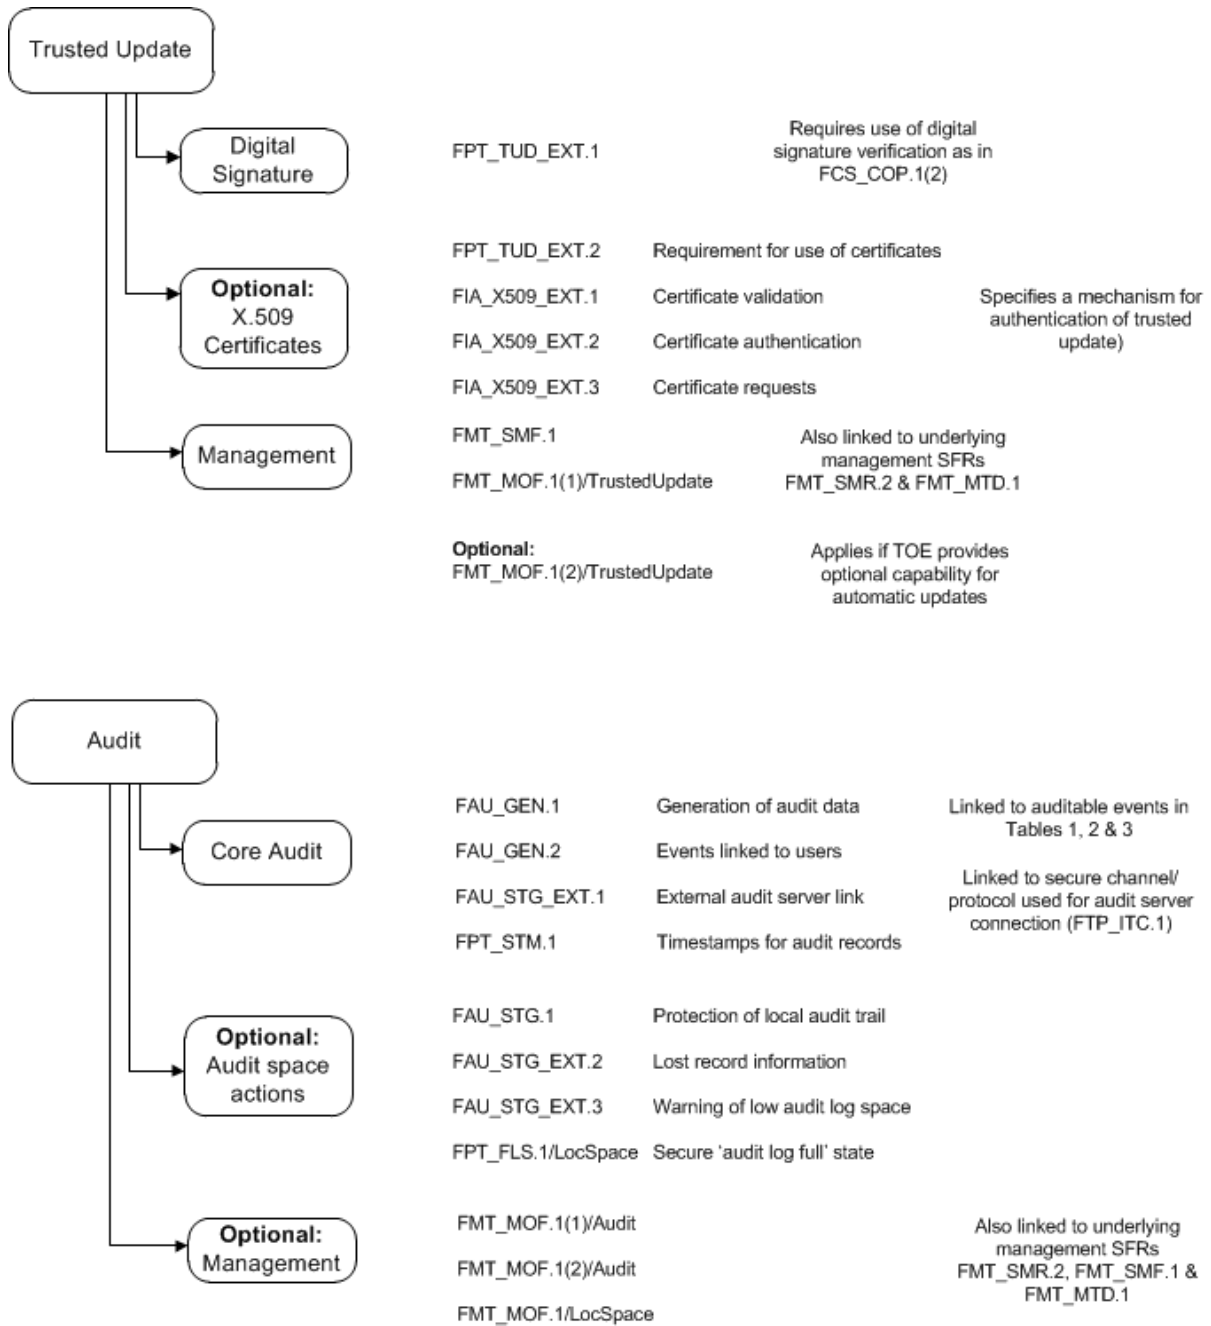 Trusted Update
Digital
Signature
FPT_TUD_EXT.1
Requires use of digital
signature verification as in
FCS_COP.1(2)
Optional:
X.509
Certificates
FPT_TUD_EXT.2 Requirement for use of certificates
FIA_X509_EXT.1 Certificate validation
FIA_X509_EXT.2 Certificate authentication
FIA_X509_EXT.3 Certificate requests
Specifies a mechanism for
authentication of trusted
update)
Management
FMT_SMF.1
FMT_MOF.1(1)/TrustedUpdate
Also linked to underlying
management SFRs
FMT_SMR.2 & FMT_MTD.1
Optional:
FMT_MOF.1(2)/TrustedUpdate
Applies if TOE provides
optional capability for
automatic updates
Audit
Core Audit
FAU_GEN.1 Generation of audit data
FAU_GEN.2 Events linked to users
FAU_STG_EXT.1 External audit server link
FPT_STM.1 Timestamps for audit records
Linked to auditable events in
Tables 1, 2 & 3
Linked to secure channel/
protocol used for audit server
connection (FTP_ITC.1)
Optional:
Audit space
actions
FAU_STG.1 Protection of local audit trail
FAU_STG_EXT.2 Lost record information
FAU_STG_EXT.3 Warning of low audit log space
FPT_FLS.1/LocSpace Secure ‘audit log full’ state
Optional:
Management
FMT_MOF.1(1)/Audit
FMT_MOF.1(2)/Audit
FMT_MOF.1/LocSpace
Also linked to underlying
management SFRs
FMT_SMR.2, FMT_SMF.1 &
FMT_MTD.1